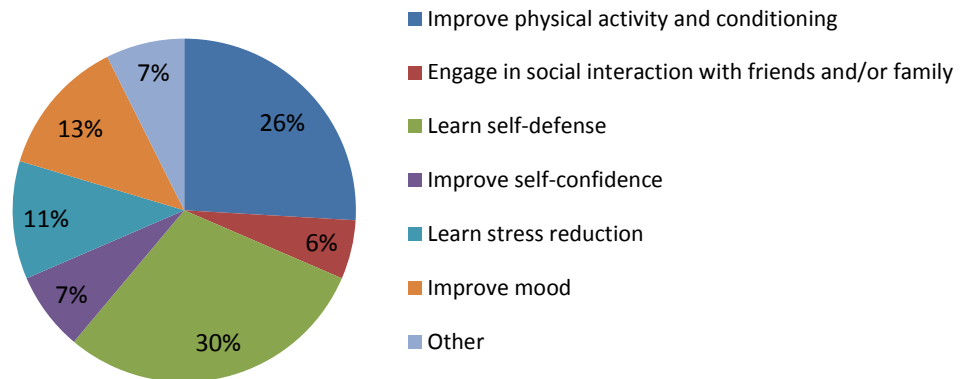 26%
6%
30%
7%
11%
13%
7%
Improve physical activity and conditioning
Engage in social interaction with friends and/or family
Learn self-defense
Improve self-confidence
Learn stress reduction
Improve mood
Other